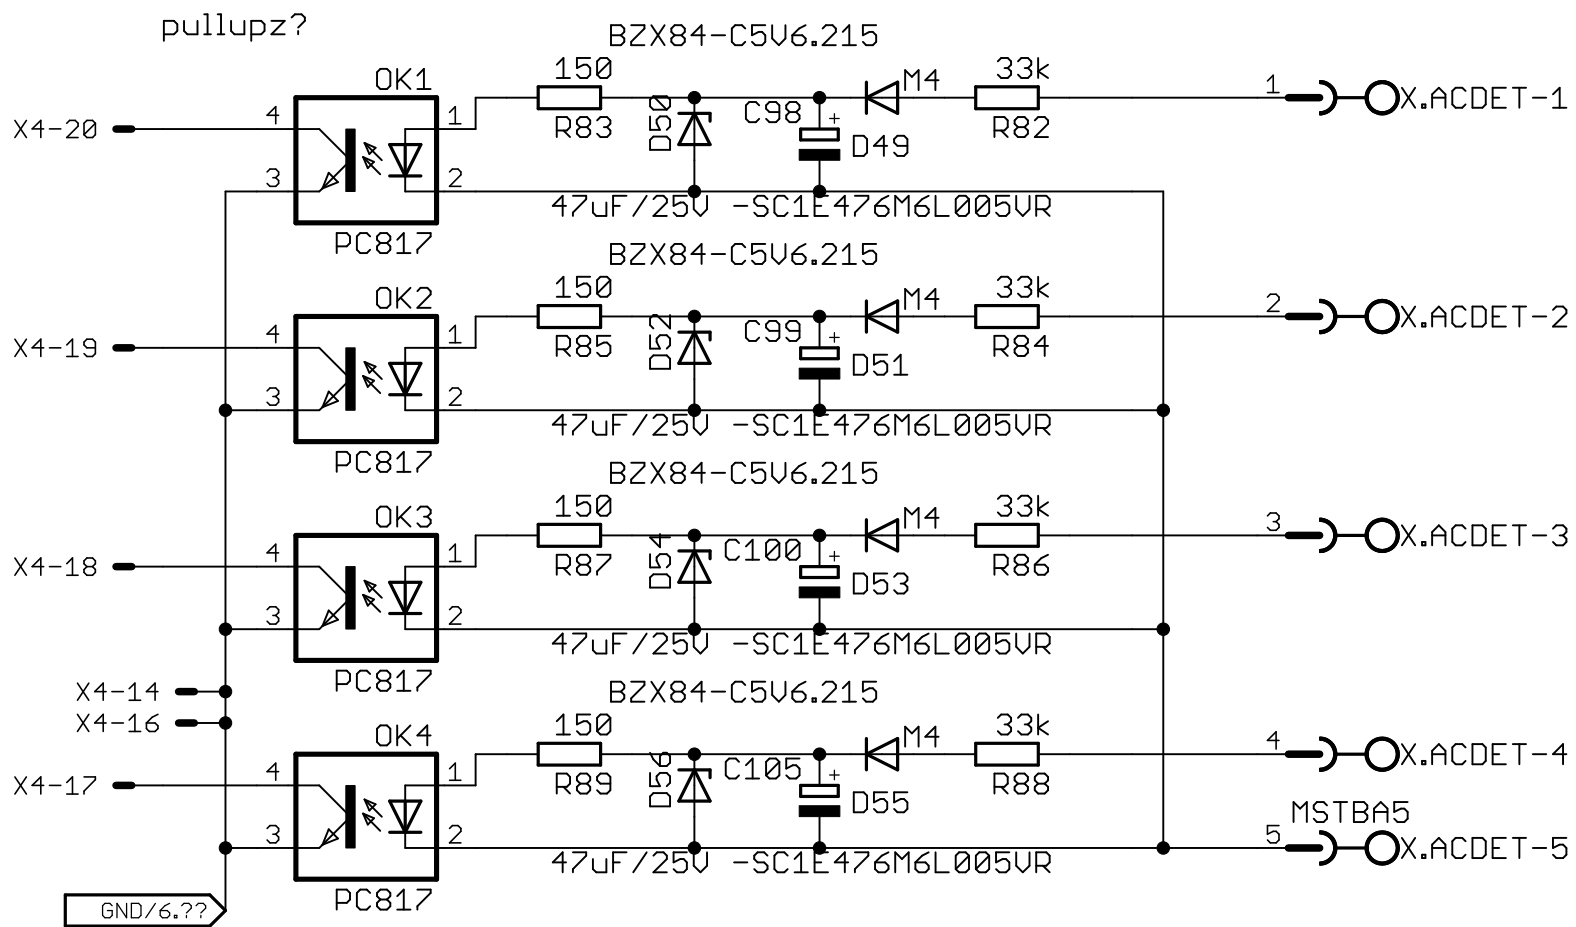 pullupz?
BZX84-C5V6.215
OK1
150
M4
33k
1
X.ACDET-1
X4-20
4
1
R83
D50
C98
+
D49
R82
3
2
47uF/25V -SC1E476M6L005VR
PC817
BZX84-C5V6.215
OK2
150
M4
33k
2
X.ACDET-2
X4-19
4
1
R85
D52
C99
+
D51
R84
3
2
47uF/25V -SC1E476M6L005VR
PC817
BZX84-C5V6.215
OK3
150
M4
33k
3
X.ACDET-3
X4-18
4
1
R87
D54
C100
+
D53
R86
3
2
47uF/25V -SC1E476M6L005VR
PC817
X4-14
X4-16
BZX84-C5V6.215
OK4
150
M4
33k
4
X.ACDET-4
X4-17
4
1
R89
D56
C105
+
D55
R88
MSTBA5
3
2
5
X.ACDET-5
47uF/25V -SC1E476M6L005VR
PC817
GND/6.??